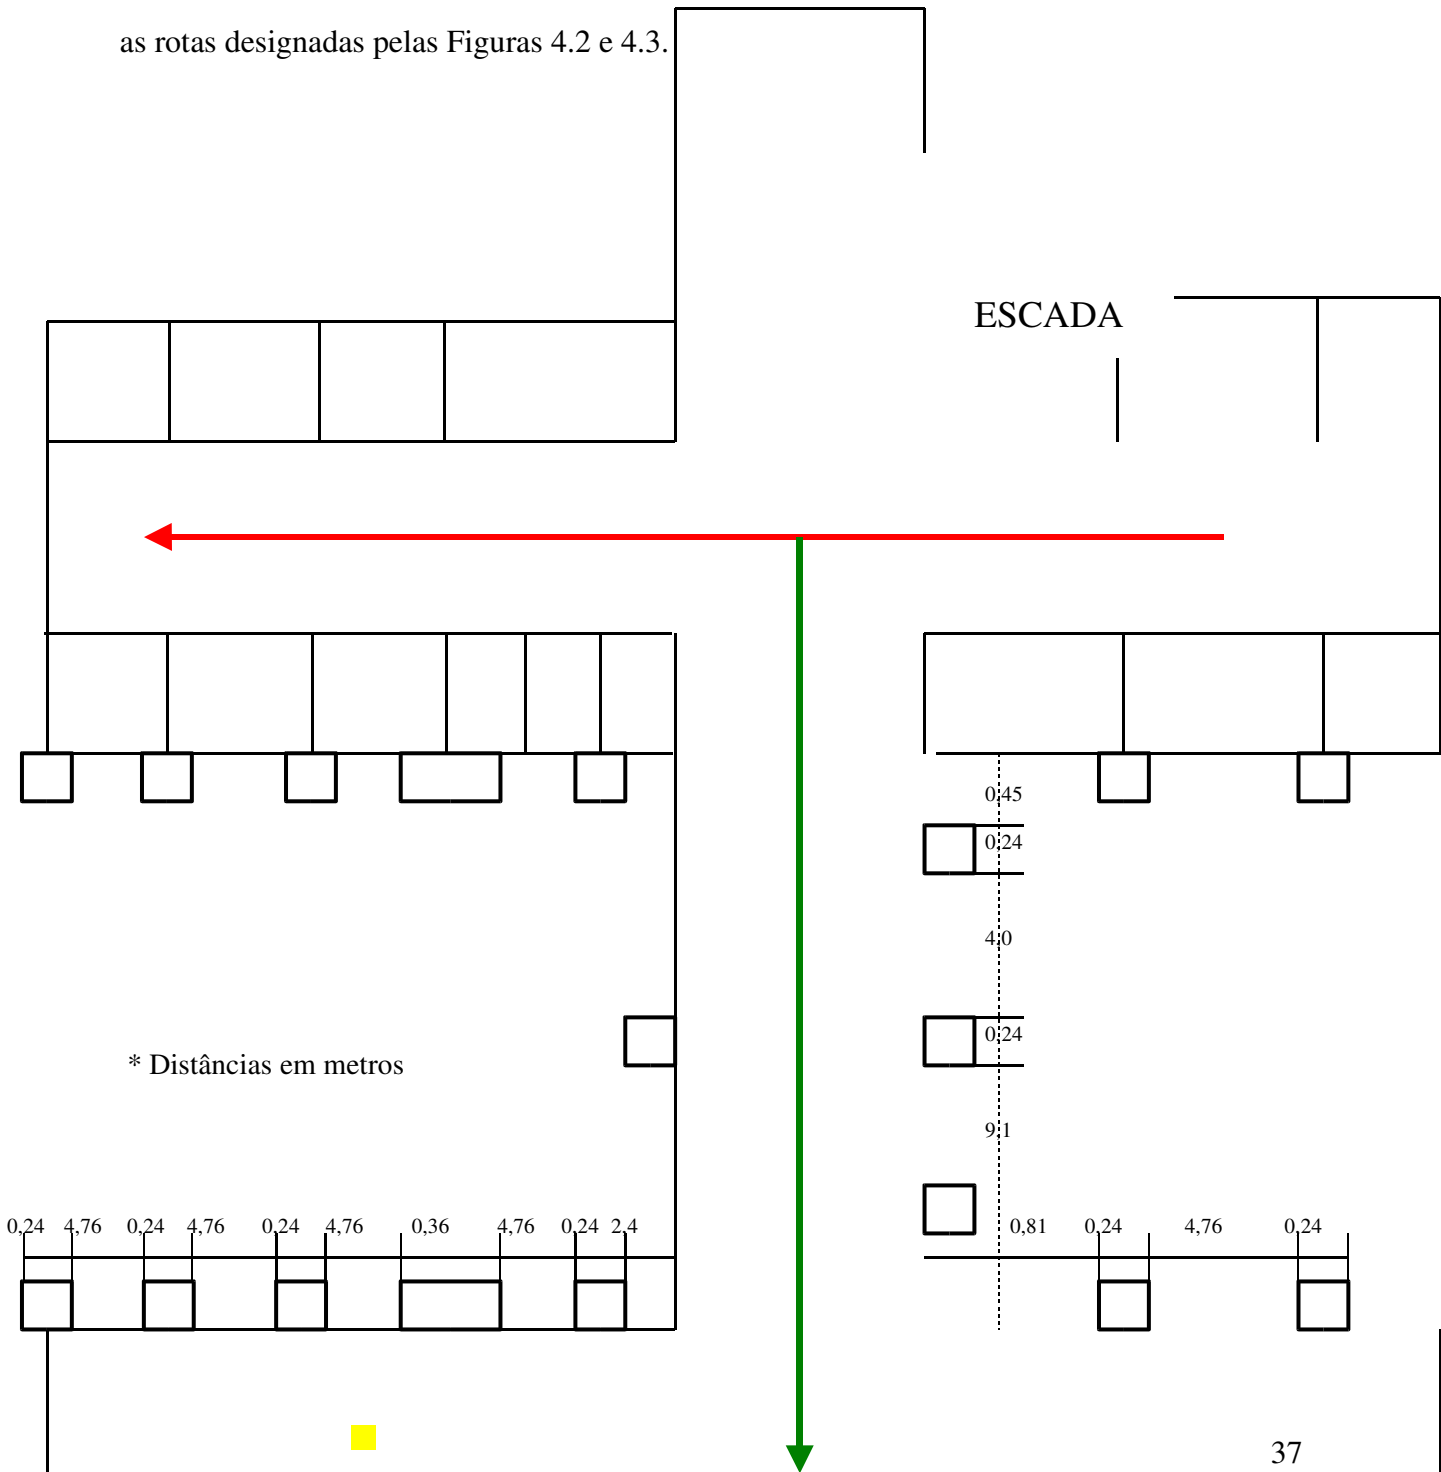 as rotas designadas pelas Figuras 4.2 e 4.3.
ESCADA
0,45
0,24
4,0
0,24
* Distâncias em metros
9,1
0,24 4,76 0,24 4,76 0,24 4,76 0,36 4,76 0,24 2,4 0,81 0,24 4,76 0,24
37